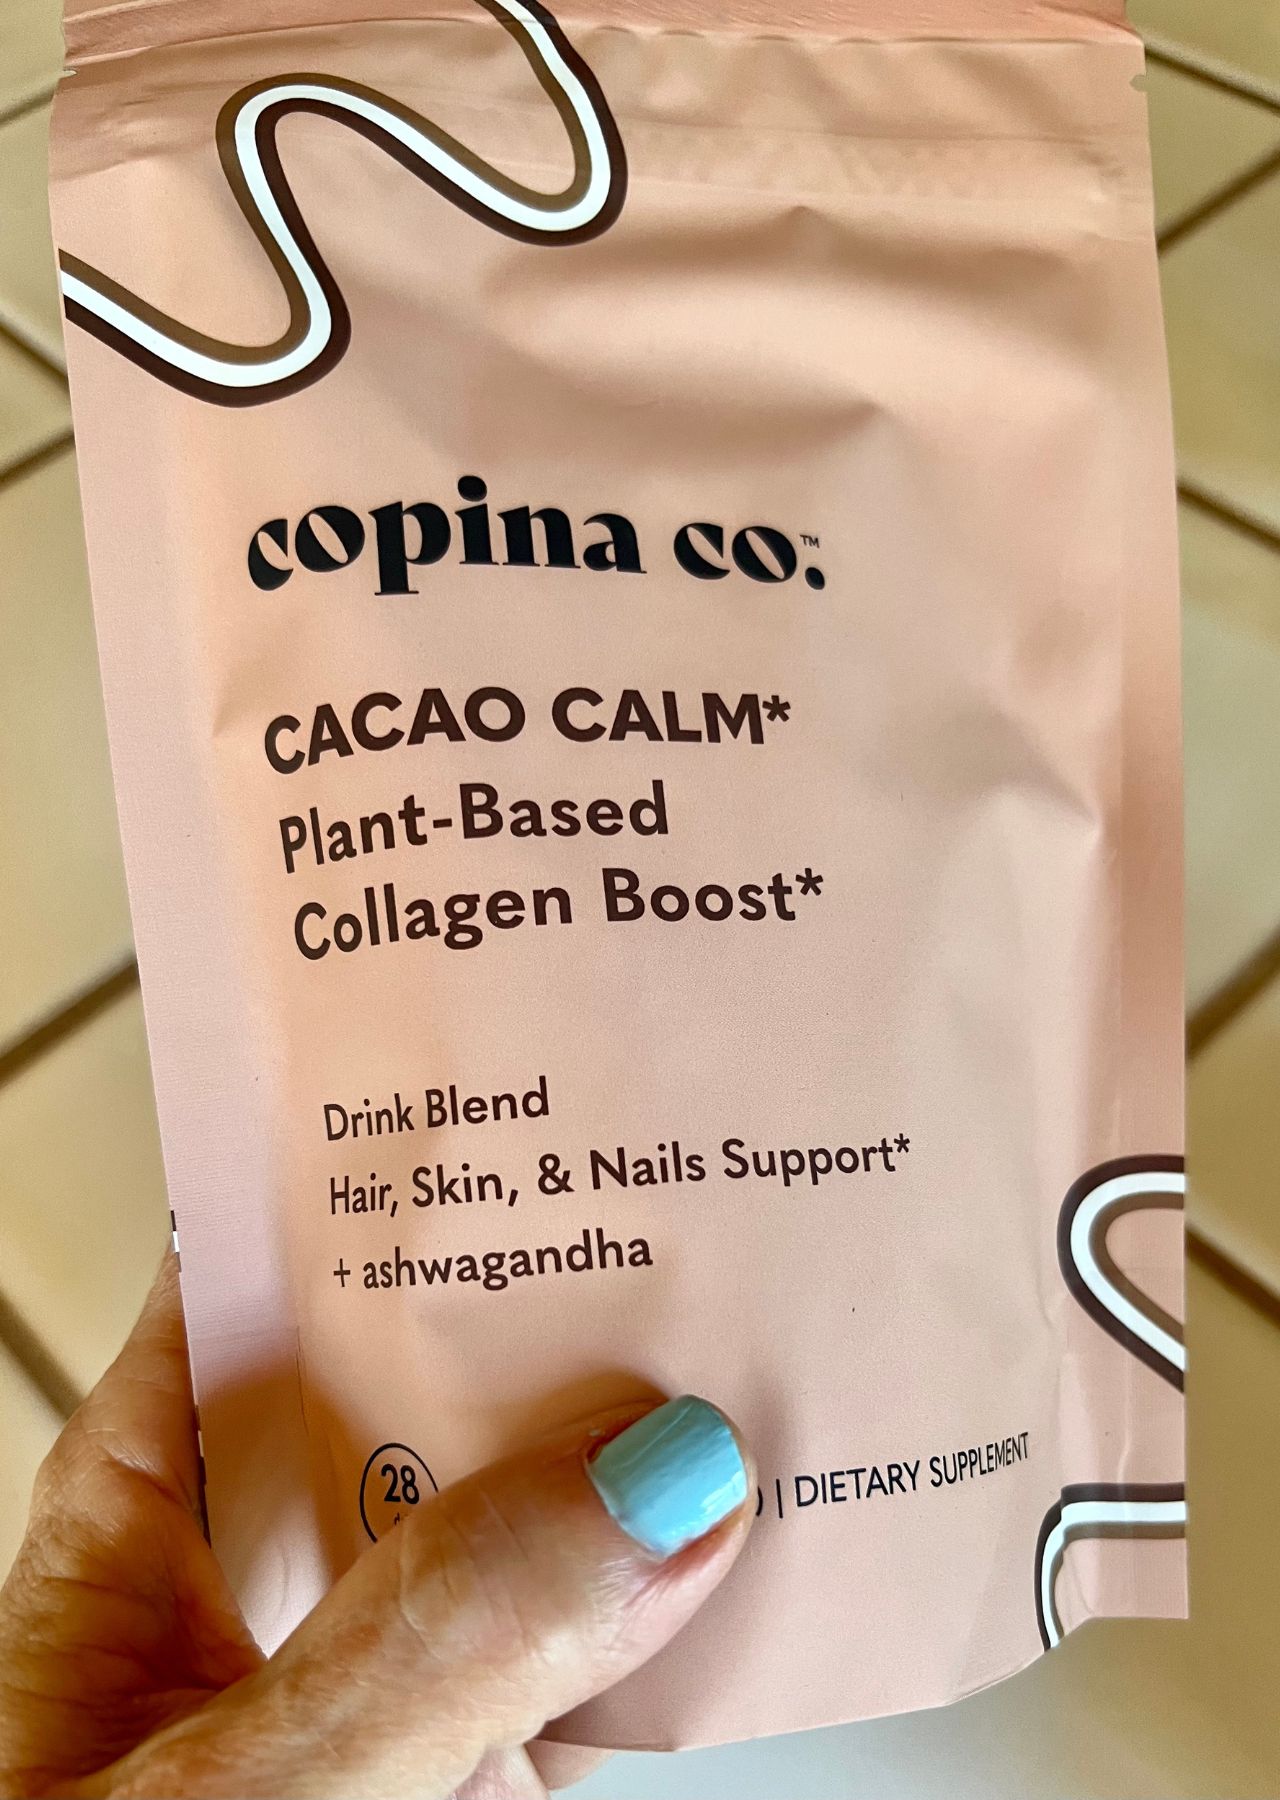 copina co.™
CACAO CALM*
Plant-Based
Collagen Boost*
Drink Blend
Hair, Skin, & Nails Support*
+ ashwagandha
28
) | DIETARY SUPPLEMENT